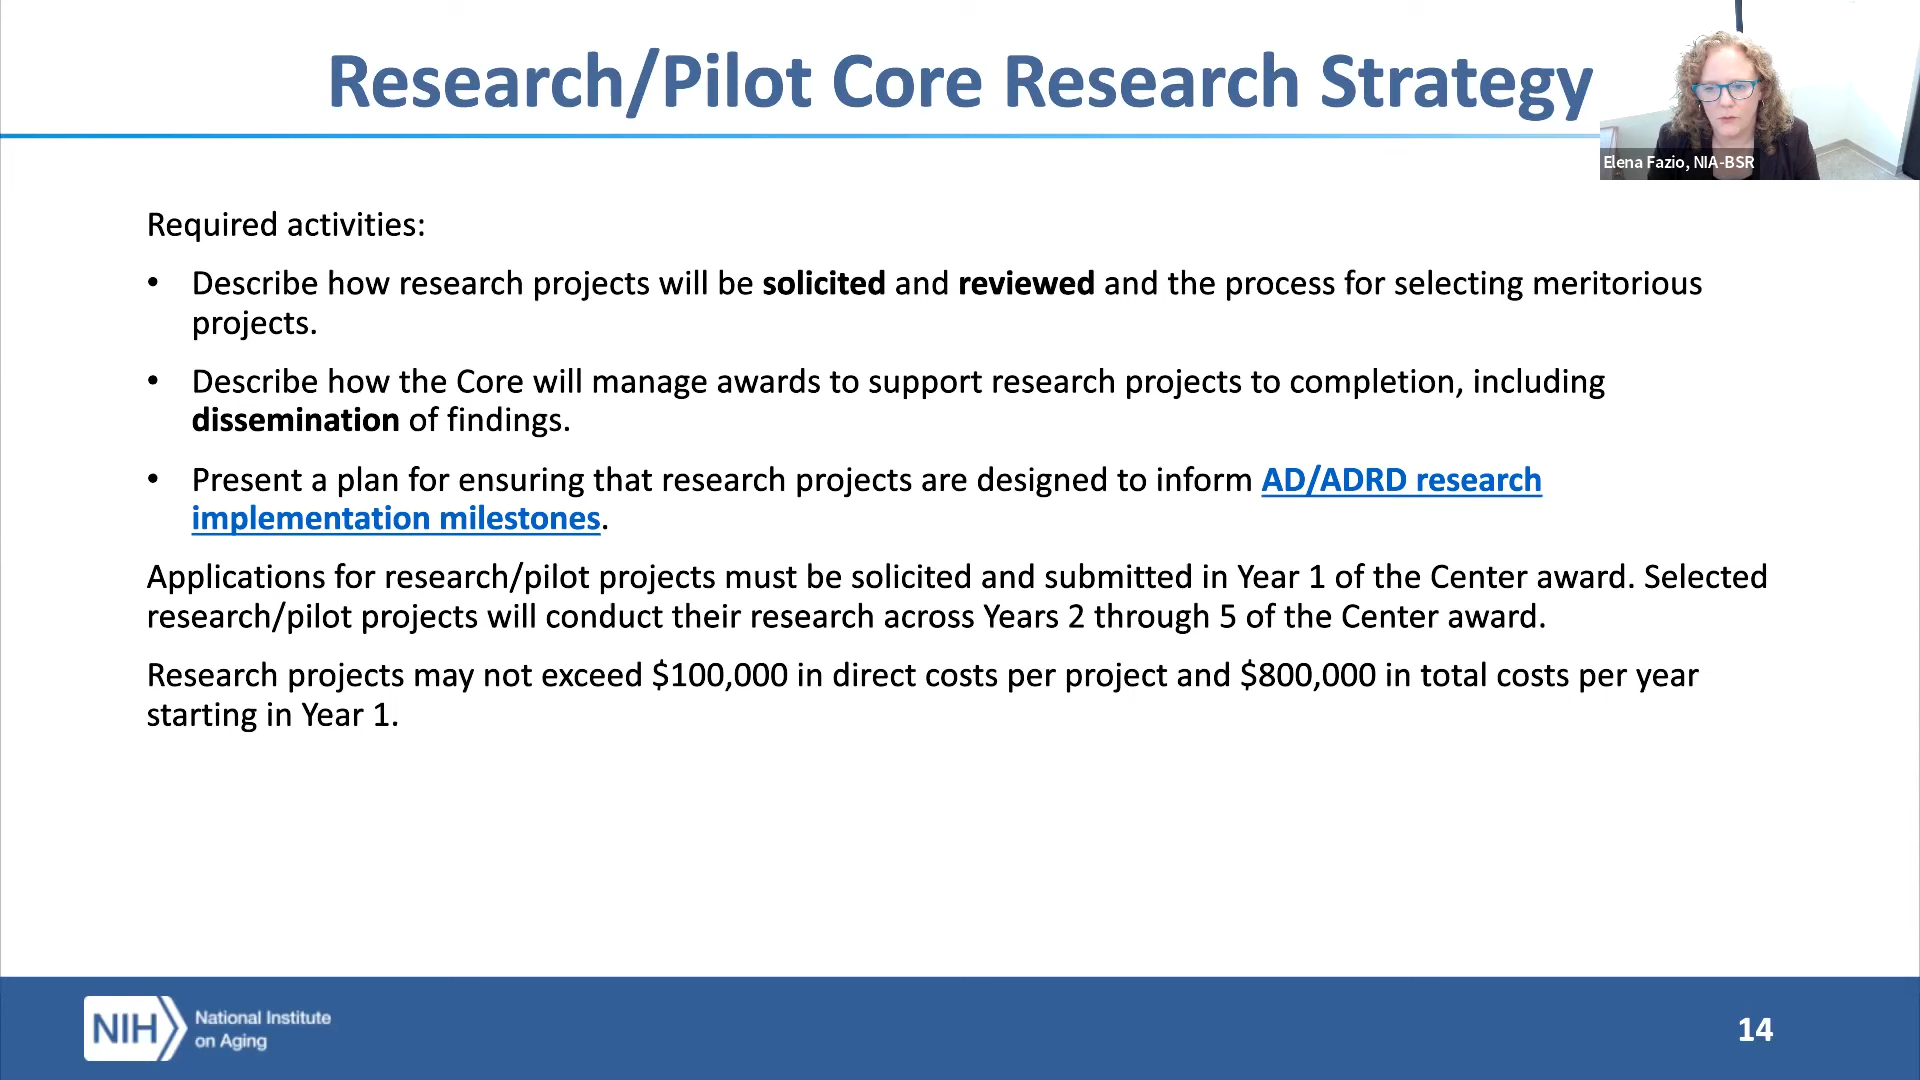 Research/Pilot Core Research Strategy
Elena Fazio, NIA-BSR
Required activities:
• Describe how research projects will be solicited and reviewed and the process for selecting meritorious
projects.
• Describe how the Core will manage awards to support research projects to completion, including
dissemination of findings.
• Present a plan for ensuring that research projects are designed to inform AD/ADRD research
implementation milestones.
Applications for research/pilot projects must be solicited and submitted in Year 1 of the Center award. Selected
research/pilot projects will conduct their research across Years 2 through 5 of the Center award.
Research projects may not exceed $100,000 in direct costs per project and $800,000 in total costs per year
starting in Year 1.
NIH National Institute
on Aging
14